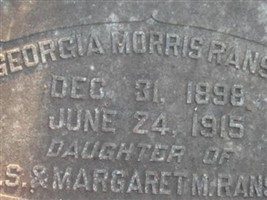 GEORGIA MORRIS RANS
DEC. 31. 1898
JUNE 24, 1915
DAUGHTER OF
S. & MARGARET M. RANS